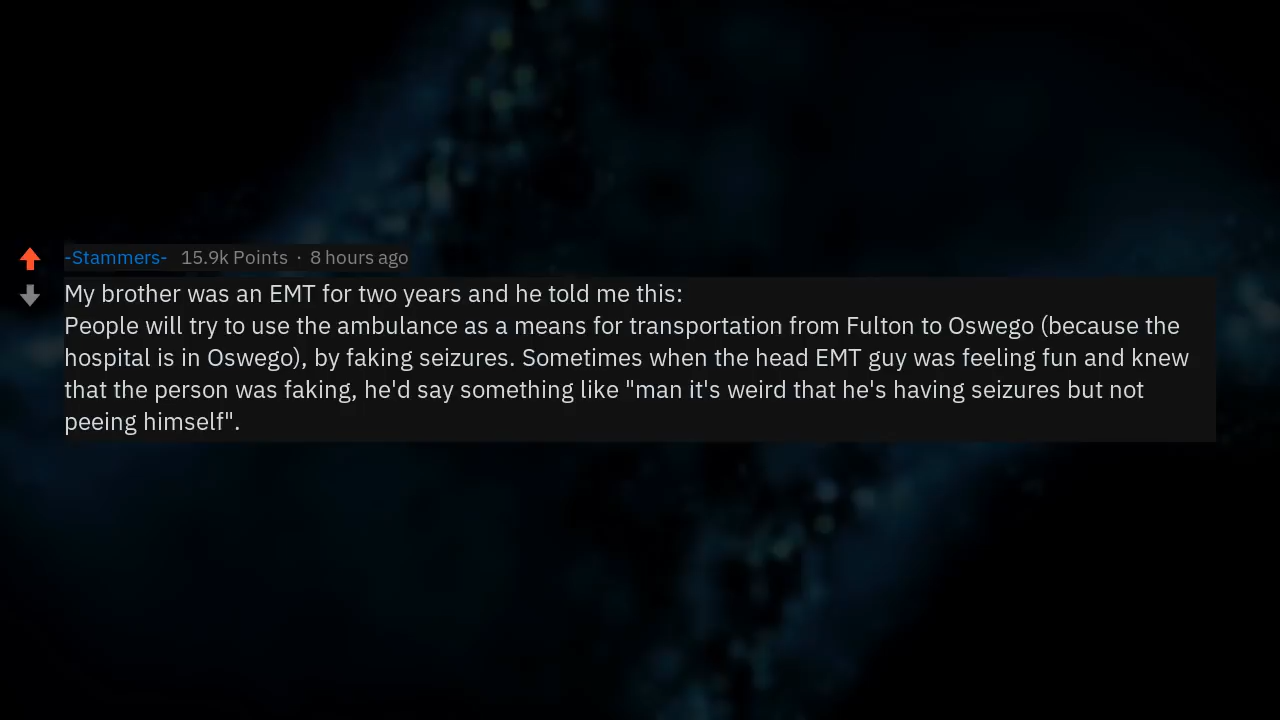 -Stammers- 15.9k Points · 8 hours ago
My brother was an EMT for two years and he told me this:
People will try to use the ambulance as a means for transportation from Fulton to Oswego (because the
hospital is in Oswego), by faking seizures. Sometimes when the head EMT guy was feeling fun and knew
that the person was faking, he'd say something like "man it's weird that he's having seizures but not
peeing himself".